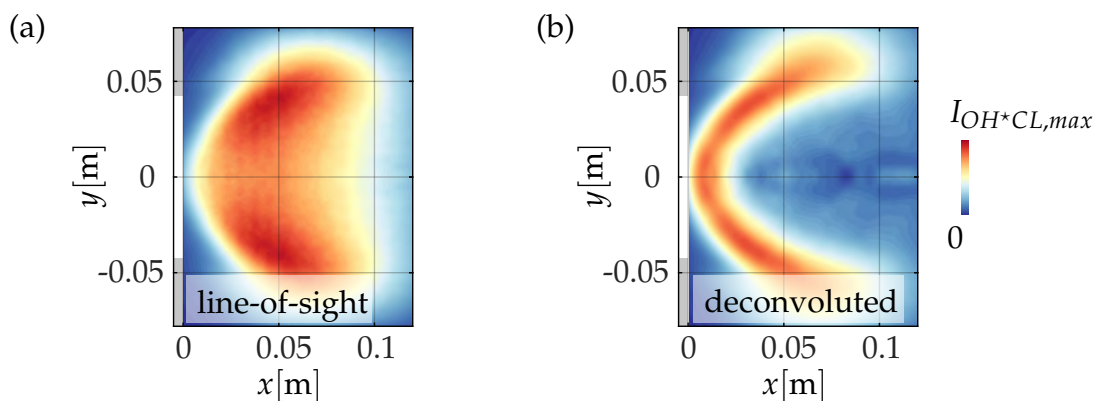 (a)
y[m]
0.05
0
-0.05
line-of-sight
0 0.05 0.1
x[m]
(b)
y[m]
0.05
0
-0.05
deconvoluted
0 0.05 0.1
x[m]
I_{OH⋆CL,max}
0